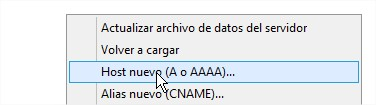 Actualizar archivo de datos del servidor
Volver a cargar
Host nuevo (A o AAAA)...
Alias nuevo (CNAME)...